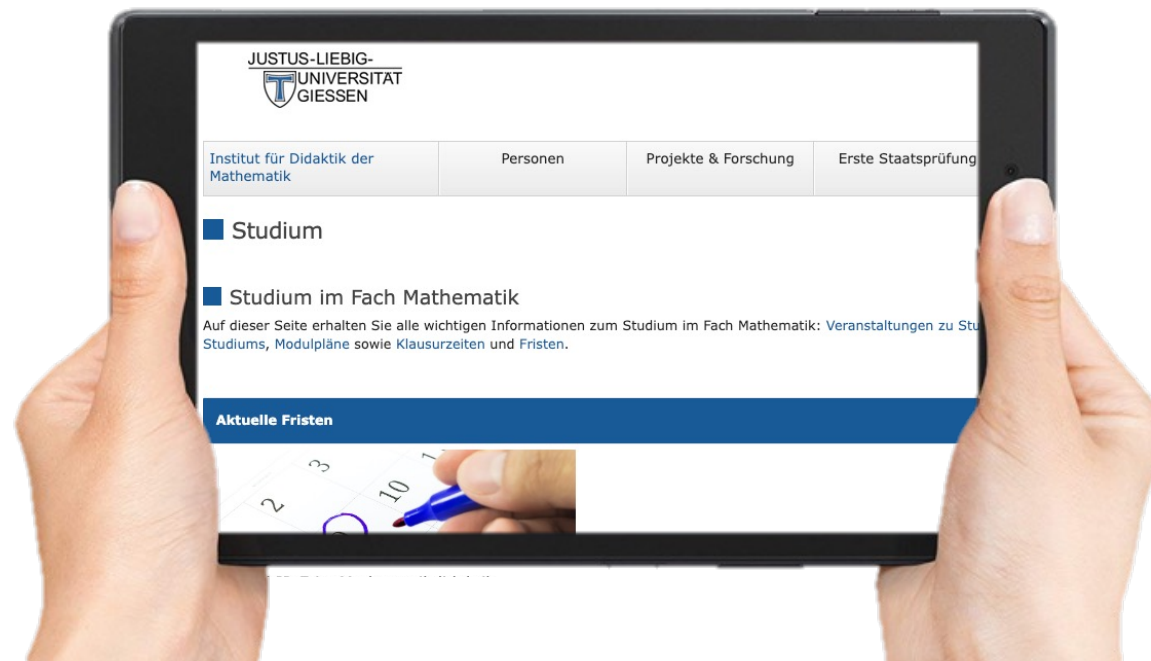 JUSTUS-LIEBIG-
UNIVERSITÄT
GIESSEN
Institut für Didaktik der
Mathematik
Personen
Projekte & Forschung
Erste Staatsprüfung
Studium
Studium im Fach Mathematik
Auf dieser Seite erhalten Sie alle wichtigen Informationen zum Studium im Fach Mathematik: Veranstaltungen zu Stu
Studiums, Modulpläne sowie Klausurzeiten und Fristen.
Aktuelle Fristen
3
2
10